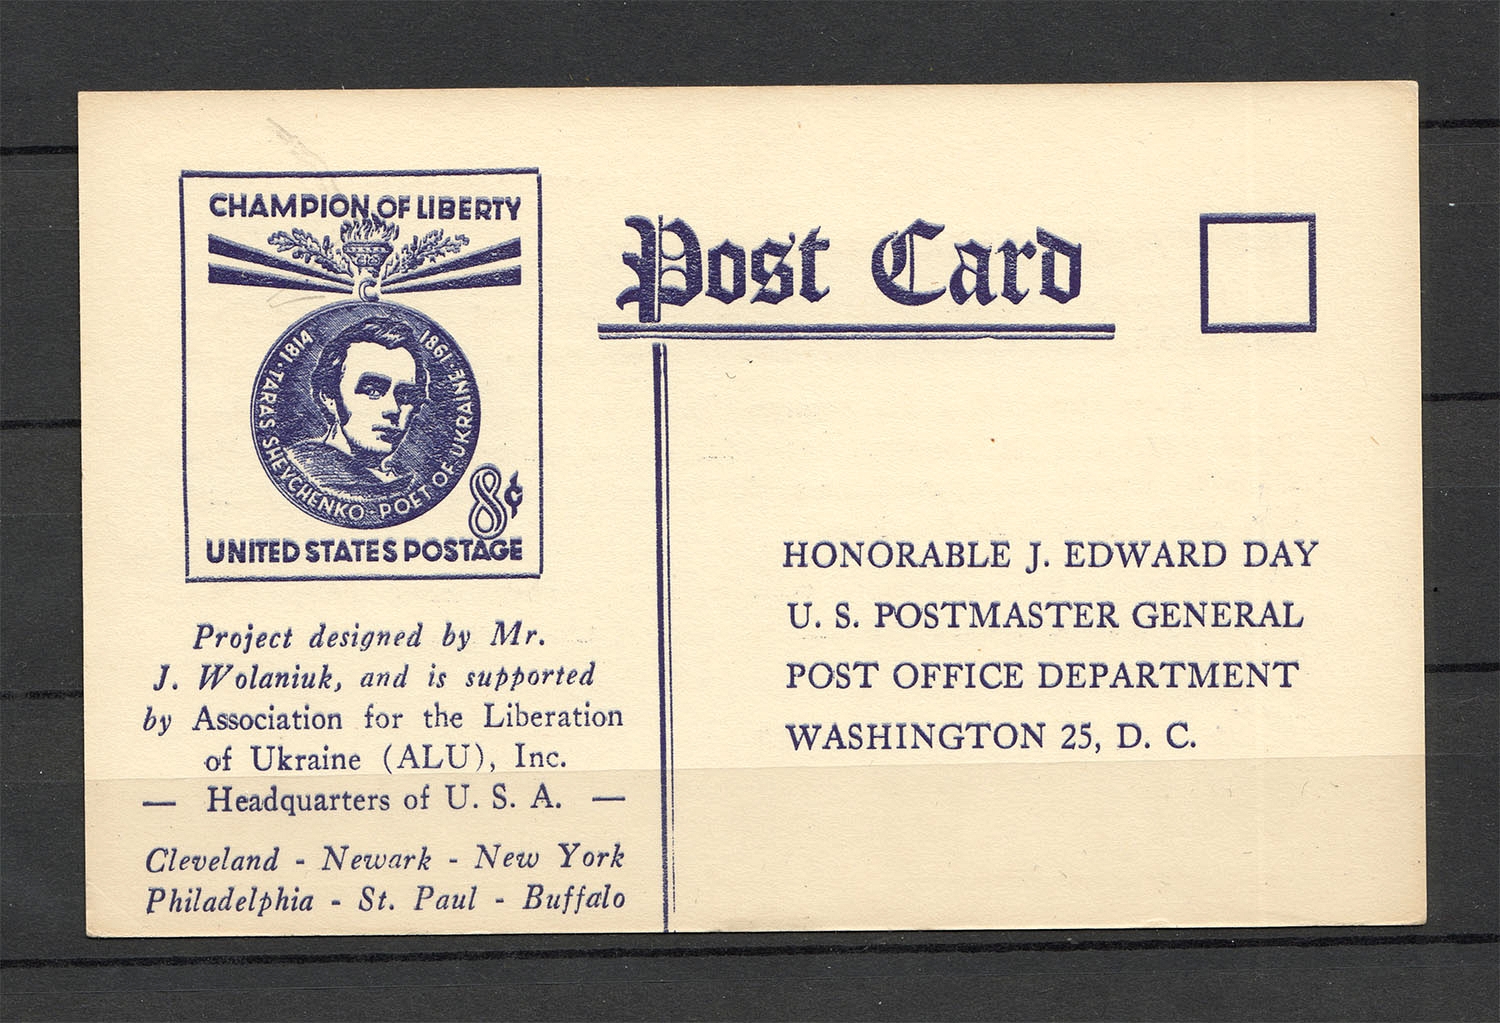 CHAMPION OF LIBERTY
1814 · TARAS SHEVCHENKO · POET OF UKRAINE · 1861
8¢
UNITED STATES POSTAGE
Project designed by Mr.
J. Wolaniuk, and is supported
by Association for the Liberation
of Ukraine (ALU), Inc.
— Headquarters of U. S. A. —
Cleveland - Newark - New York
Philadelphia - St. Paul - Buffalo
Post Card
HONORABLE J. EDWARD DAY
U. S. POSTMASTER GENERAL
POST OFFICE DEPARTMENT
WASHINGTON 25, D. C.